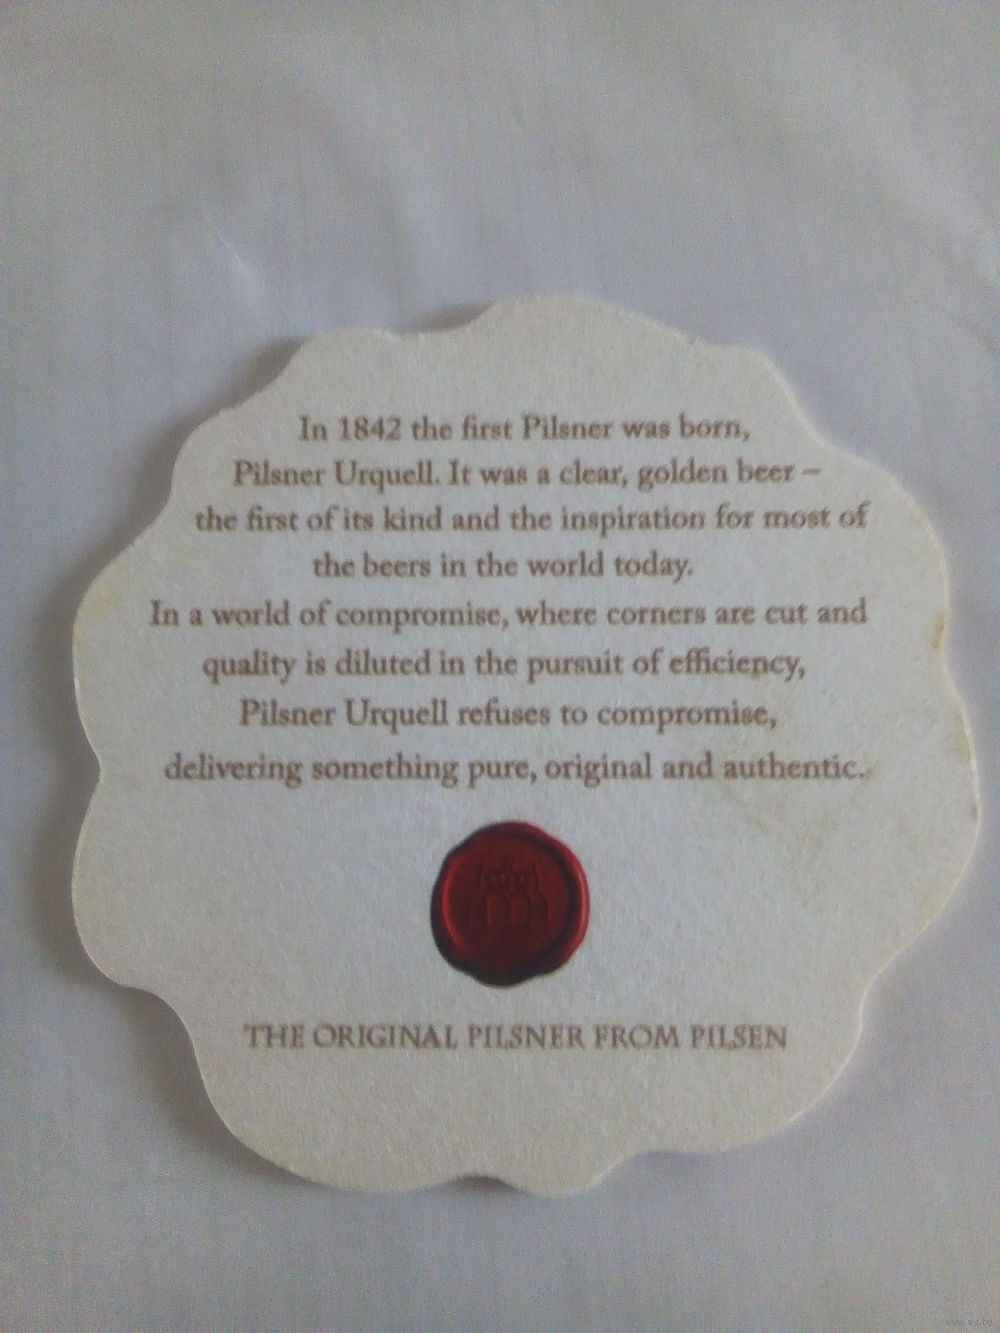 In 1842 the first Pilsner was born,
Pilsner Urquell. It was a clear, golden beer –
the first of its kind and the inspiration for most of
the beers in the world today.
In a world of compromise, where corners are cut and
quality is diluted in the pursuit of efficiency,
Pilsner Urquell refuses to compromise,
delivering something pure, original and authentic.
THE ORIGINAL PILSNER FROM PILSEN
www.ay.by